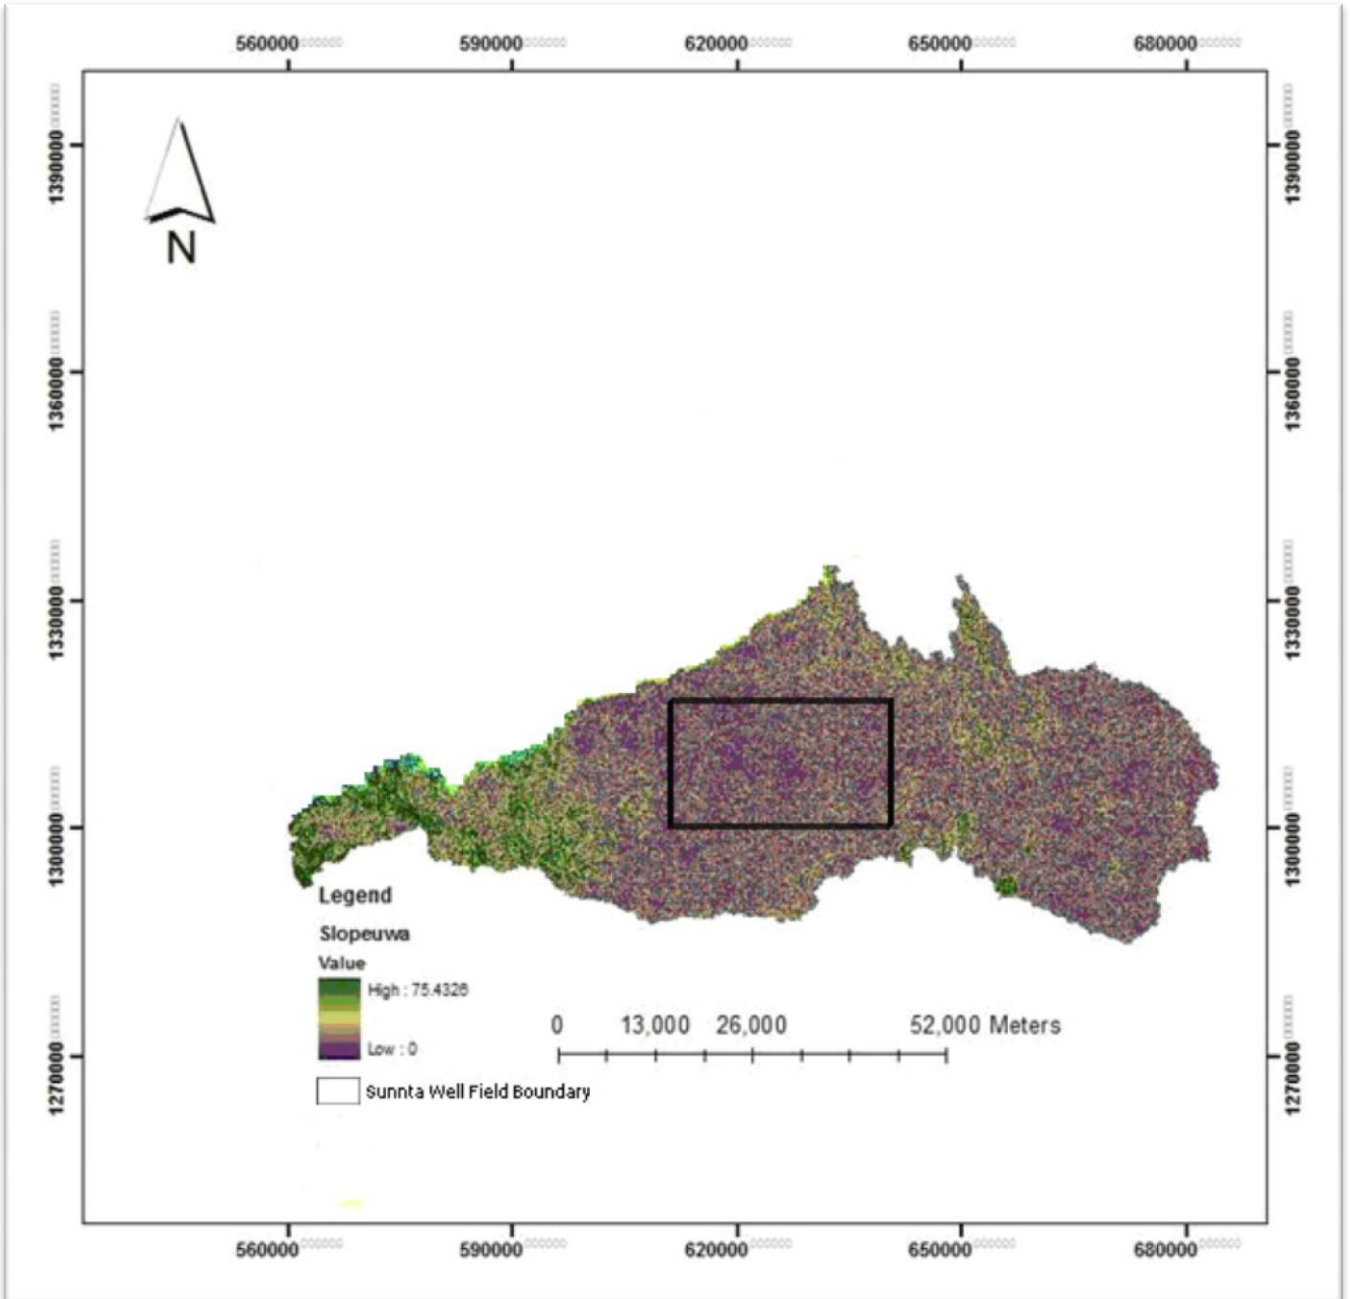 560000 590000 620000 650000 680000
1390000 1390000
N
1360000 1360000
1330000 1330000
1300000 1300000
Legend
Slopeuwa
Value
High : 75.4326
Low : 0
0 13,000 26,000 52,000 Meters
1270000 1270000
Sunnta Well Field Boundary
560000 590000 620000 650000 680000